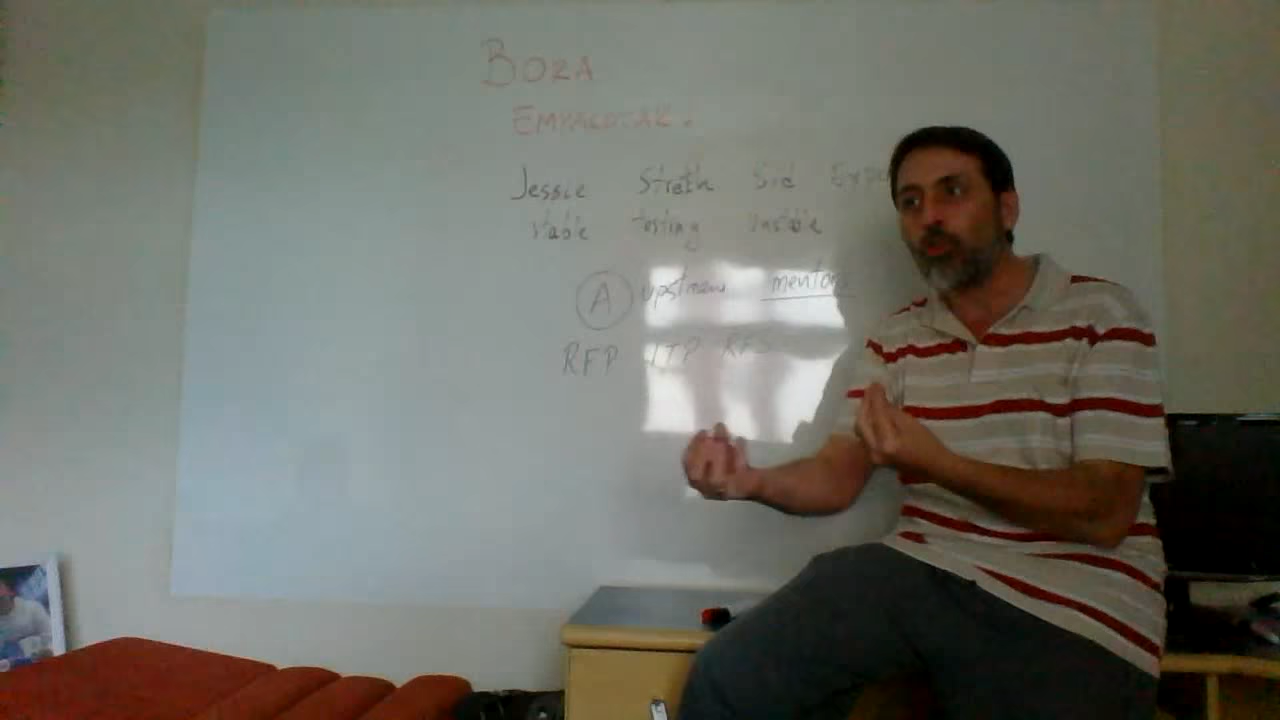 BORA
EMPACOTAR.
Jessie Stretch Sid
stable testing unstable
A upstream mentors
RFP ITP RFS